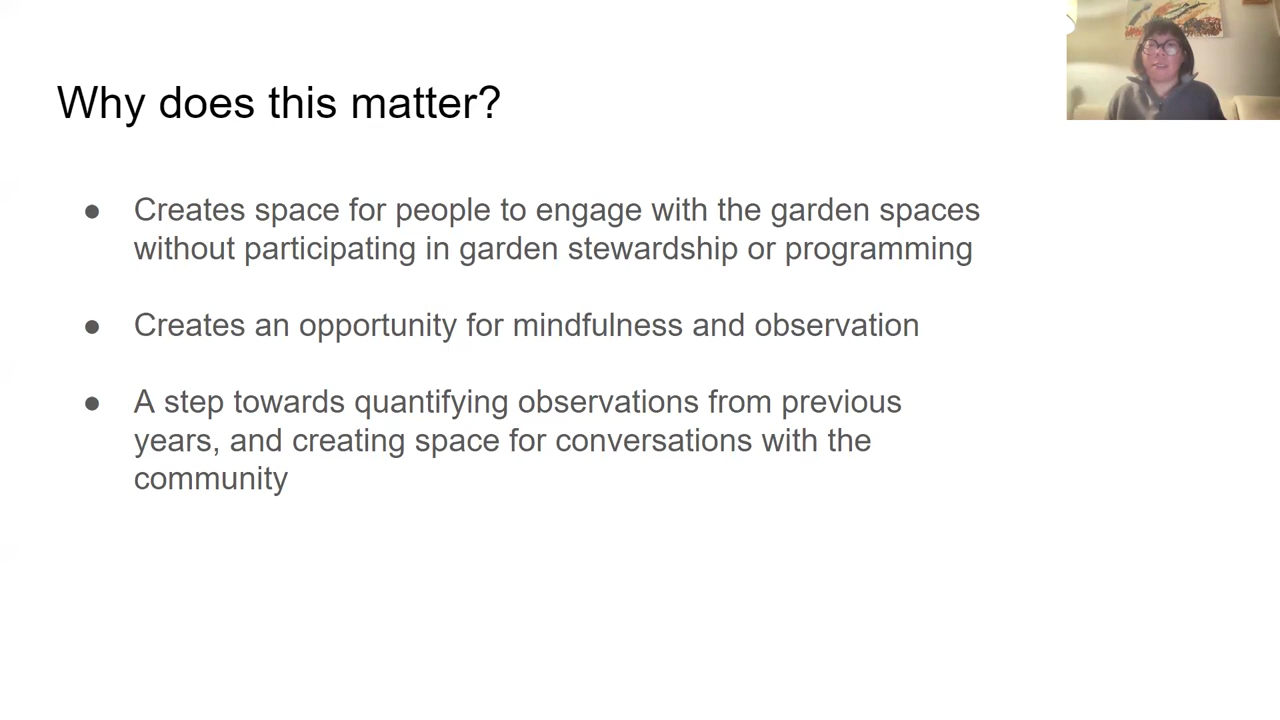 Why does this matter?
● Creates space for people to engage with the garden spaces
without participating in garden stewardship or programming
● Creates an opportunity for mindfulness and observation
● A step towards quantifying observations from previous
years, and creating space for conversations with the
community